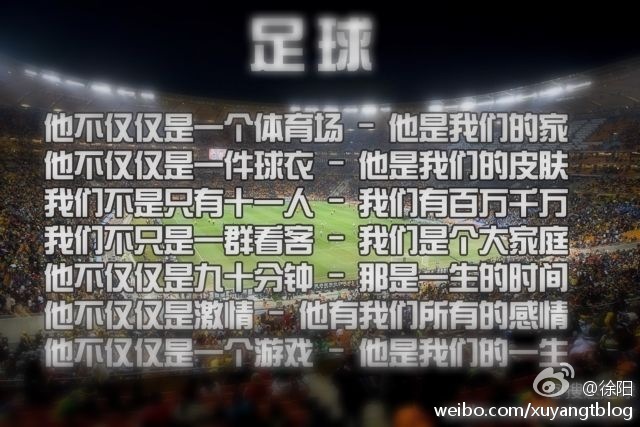 足球
他不仅仅是一个体育场 - 他是我们的家
他不仅仅是一件球衣 - 他是我们的皮肤
我们不是只有十一人 - 我们有百万千万
我们不只是一群看客 - 我们是个大家庭
他不仅仅是九十分钟 - 那是一生的时间
他不仅仅是激情 - 他有我们所有的感情
他不仅仅是一个游戏 - 他是我们的一生
@徐阳
weibo.com/xuyangtblog